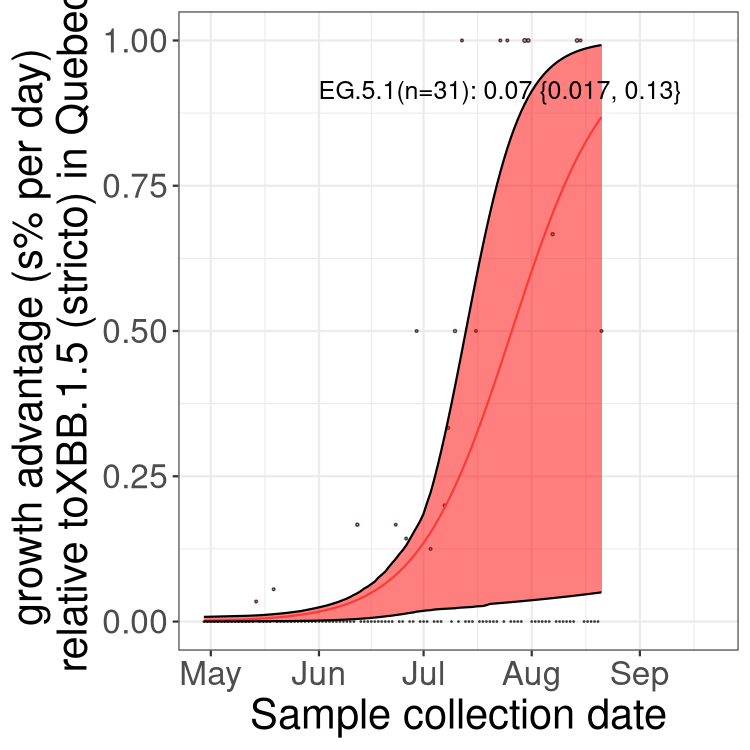 growth advantage (s% per day)
relative toXBB.1.5 (stricto) in Quebec
1.00
0.75
0.50
0.25
0.00
EG.5.1(n=31): 0.07 {0.017, 0.13}
May Jun Jul Aug Sep
Sample collection date